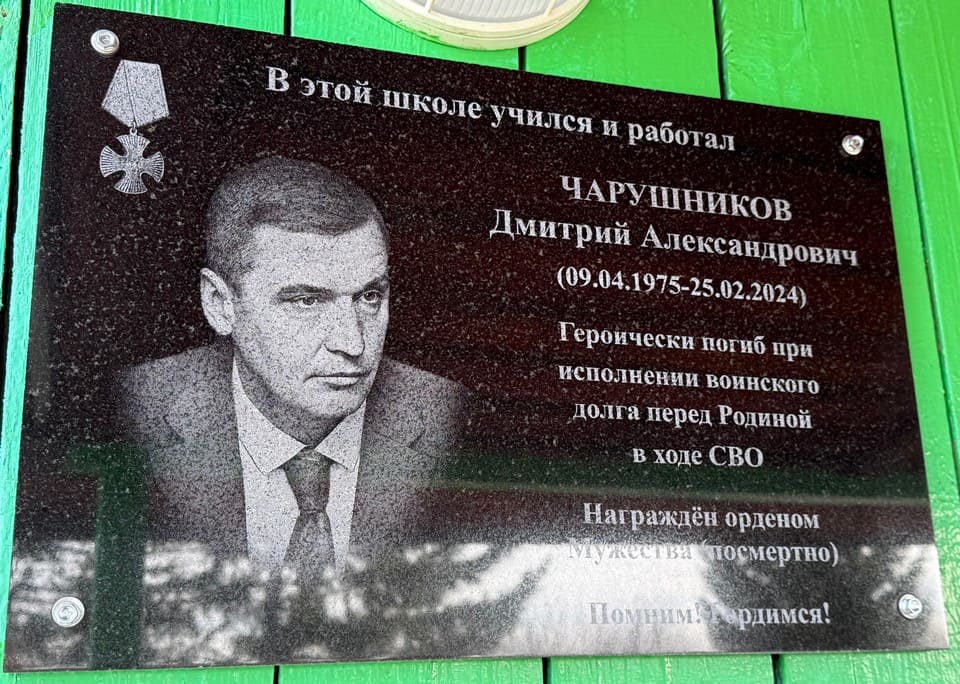 В этой школе учился и работал
ЧАРУШНИКОВ
Дмитрий Александрович
(09.04.1975-25.02.2024)
Героически погиб при
исполнении воинского
долга перед Родиной
в ходе СВО
Награждён орденом
Мужества (посмертно)
Помним! Гордимся!